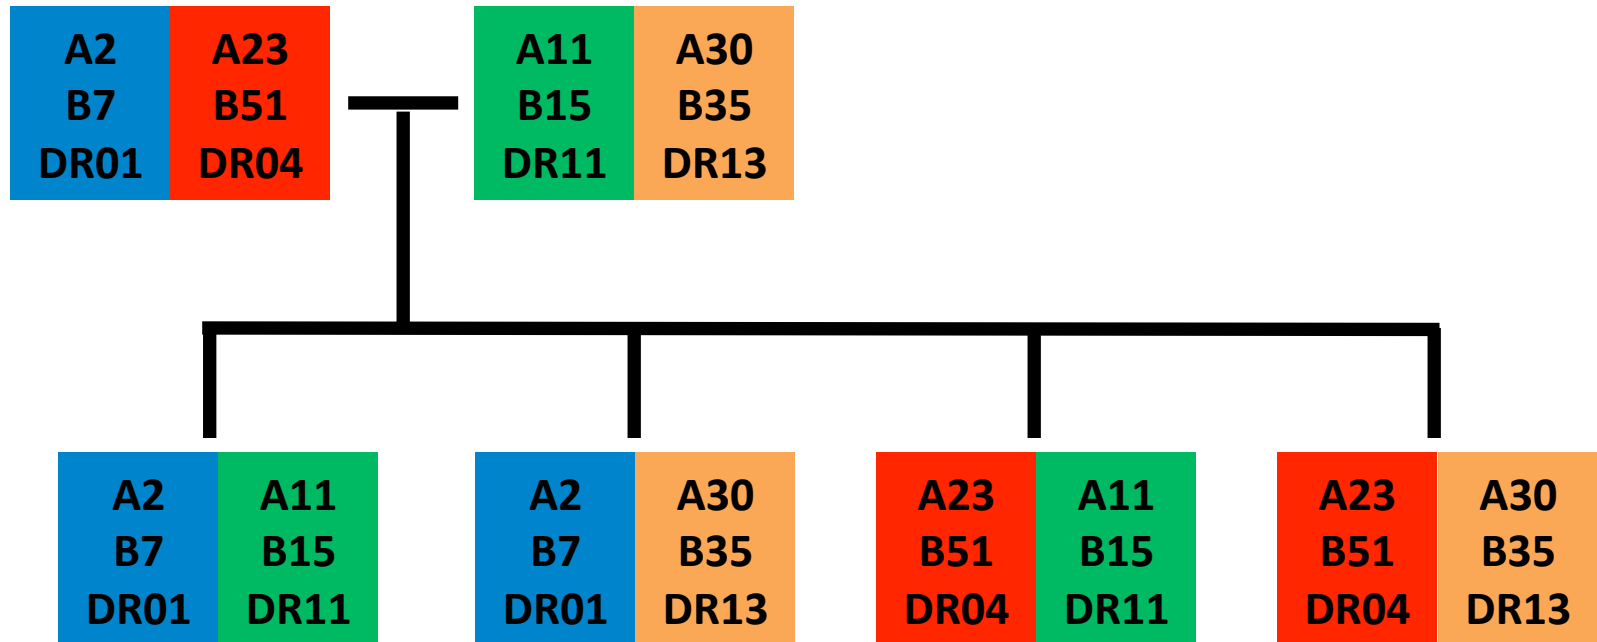 A2 A23 A11 A30
B7 B51 B15 B35
DR01 DR04 DR11 DR13
A2 A11 A2 A30 A23 A11 A23 A30
B7 B15 B7 B35 B51 B15 B51 B35
DR01 DR11 DR01 DR13 DR04 DR11 DR04 DR13